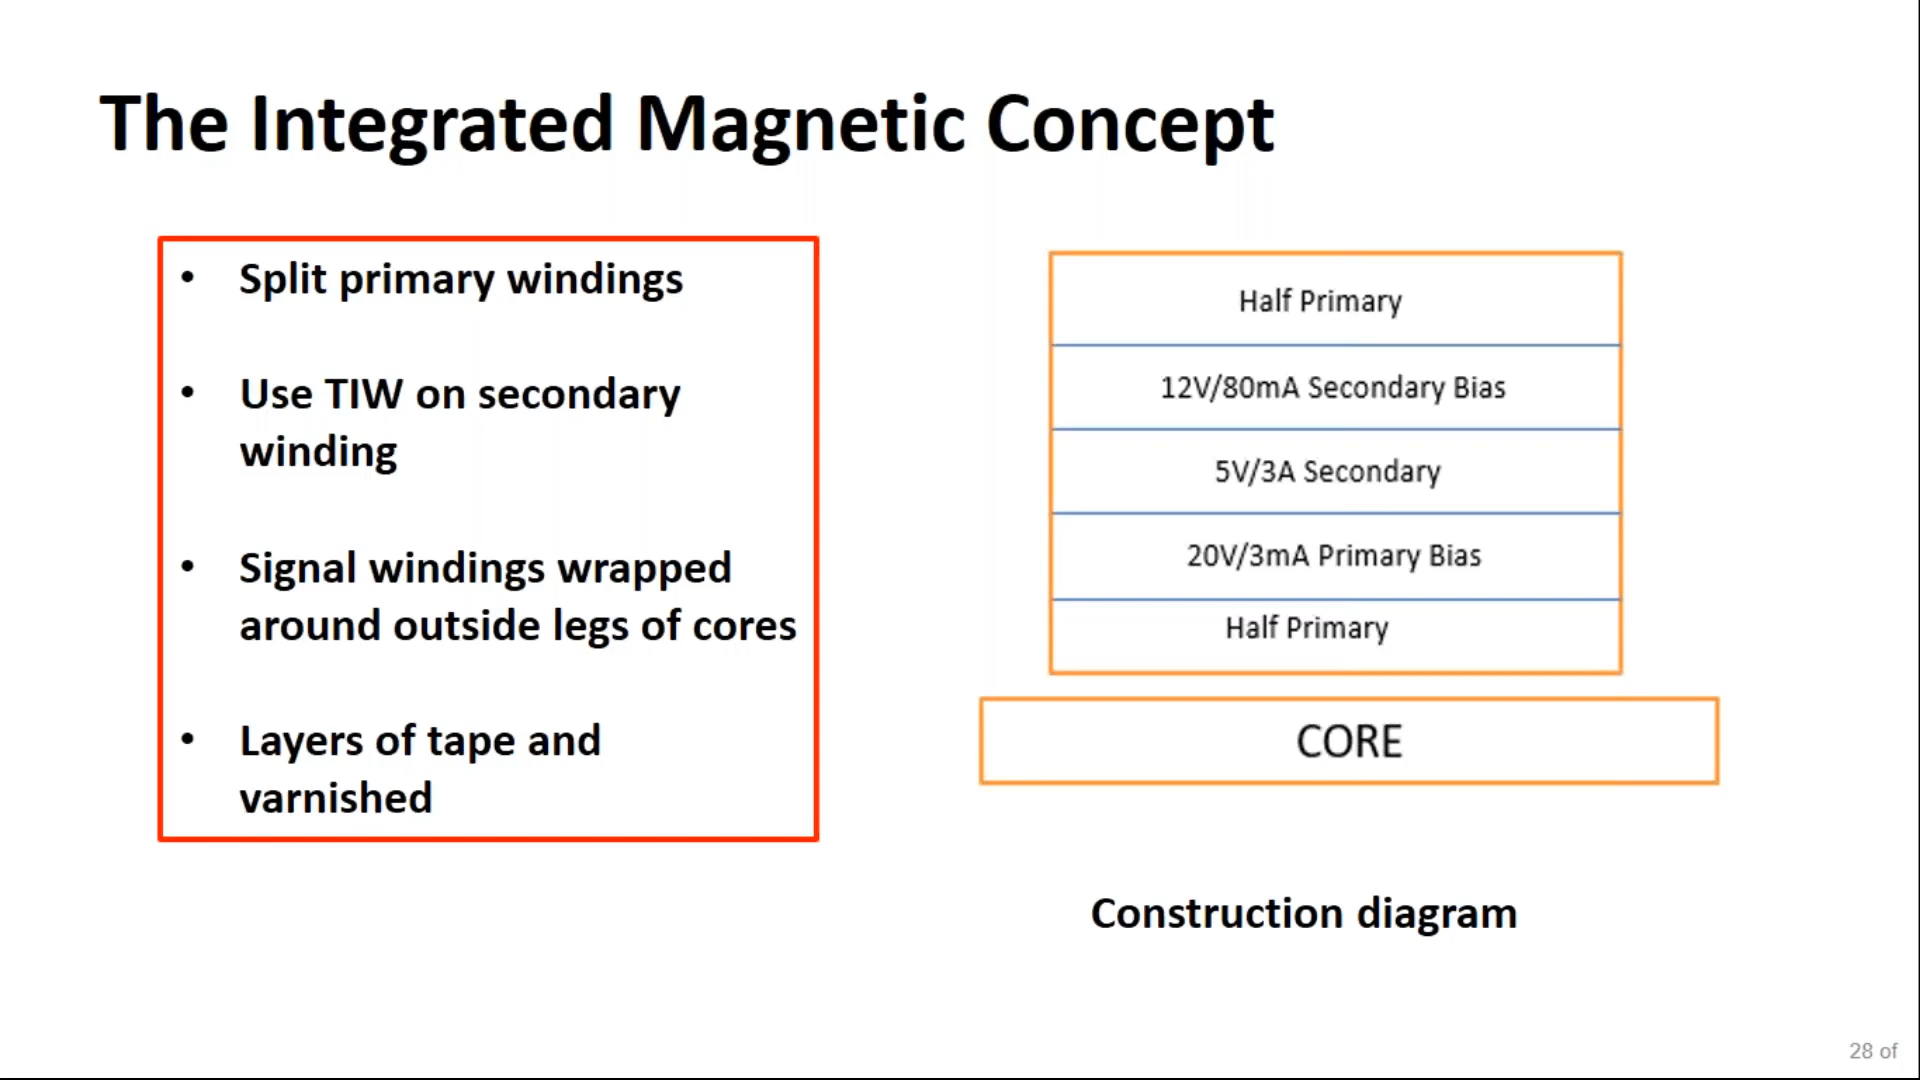 The Integrated Magnetic Concept
• Split primary windings
• Use TIW on secondary
winding
• Signal windings wrapped
around outside legs of cores
• Layers of tape and
varnished
Half Primary
12V/80mA Secondary Bias
5V/3A Secondary
20V/3mA Primary Bias
Half Primary
CORE
Construction diagram
28 of